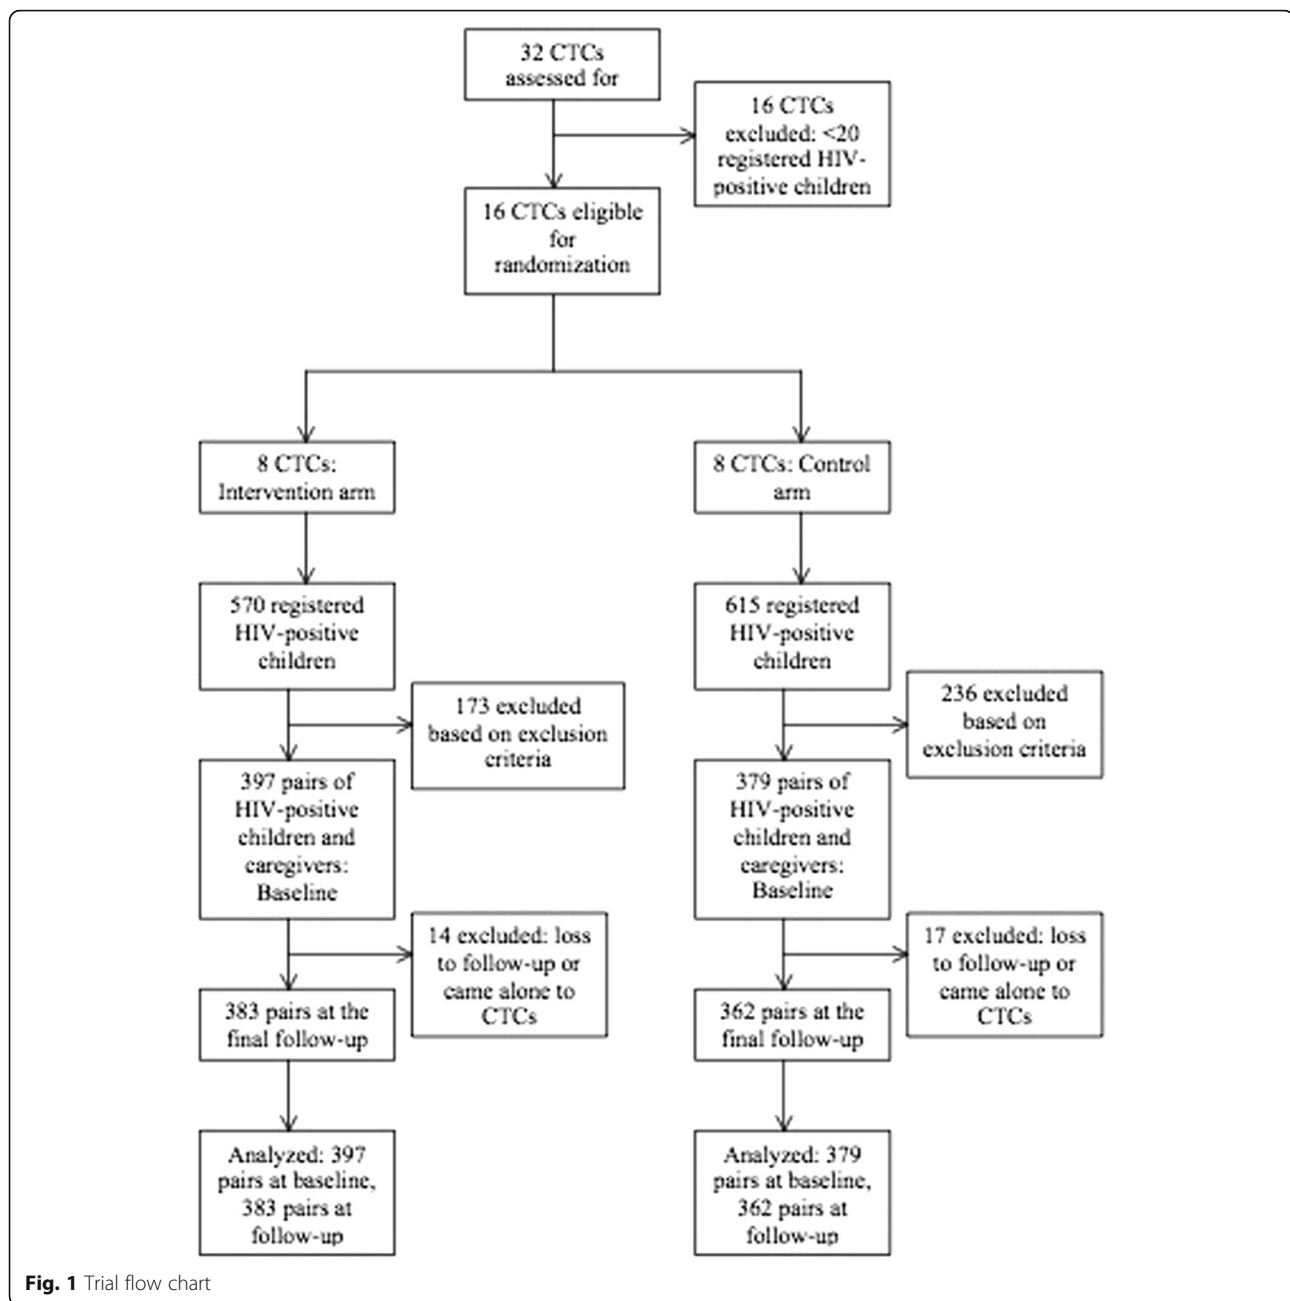 32 CTCs
assessed for
16 CTCs
excluded: <20
registered HIV-
positive children
16 CTCs eligible
for
randomization
8 CTCs:
Intervention arm
8 CTCs: Control
arm
570 registered
HIV-positive
children
615 registered
HIV-positive
children
173 excluded
based on exclusion
criteria
236 excluded
based on
exclusion criteria
397 pairs of
HIV-positive
children and
caregivers:
Baseline
379 pairs of
HIV-positive
children and
caregivers:
Baseline
14 excluded: loss
to follow-up or
came alone to
CTCs
17 excluded: loss
to follow-up or
came alone to
CTCs
383 pairs at the
final follow-up
362 pairs at the
final follow-up
Analyzed: 397
pairs at baseline,
383 pairs at
follow-up
Analyzed: 379
pairs at baseline,
362 pairs at
follow-up
Fig. 1 Trial flow chart